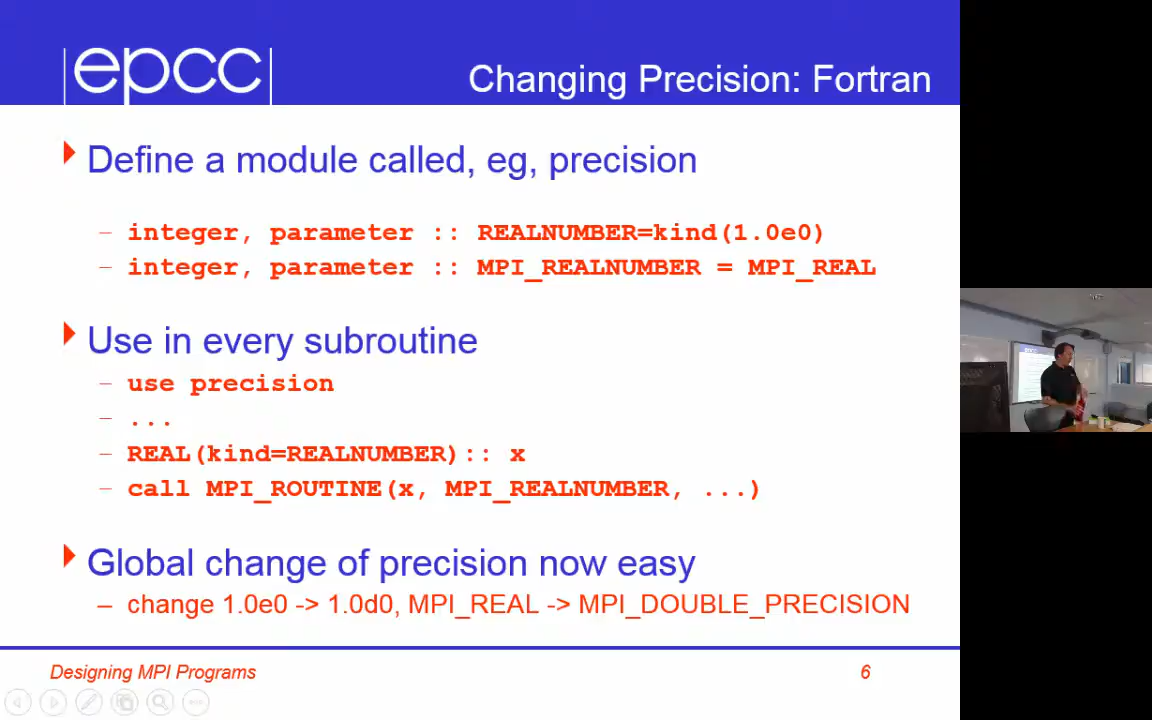 |epcc|
Changing Precision: Fortran
Define a module called, eg, precision
– integer, parameter :: REALNUMBER=kind(1.0e0)
– integer, parameter :: MPI_REALNUMBER = MPI_REAL
Use in every subroutine
– use precision
– ...
– REAL(kind=REALNUMBER):: x
– call MPI_ROUTINE(x, MPI_REALNUMBER, ...)
Global change of precision now easy
– change 1.0e0 -> 1.0d0, MPI_REAL -> MPI_DOUBLE_PRECISION
Designing MPI Programs
6